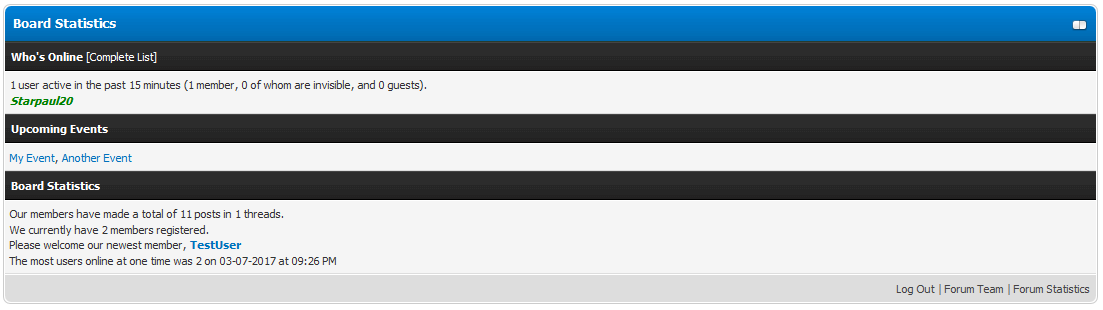 Board Statistics
Who's Online [Complete List]
1 user active in the past 15 minutes (1 member, 0 of whom are invisible, and 0 guests).
Starpaul20
Upcoming Events
My Event, Another Event
Board Statistics
Our members have made a total of 11 posts in 1 threads.
We currently have 2 members registered.
Please welcome our newest member, TestUser
The most users online at one time was 2 on 03-07-2017 at 09:26 PM
Log Out | Forum Team | Forum Statistics